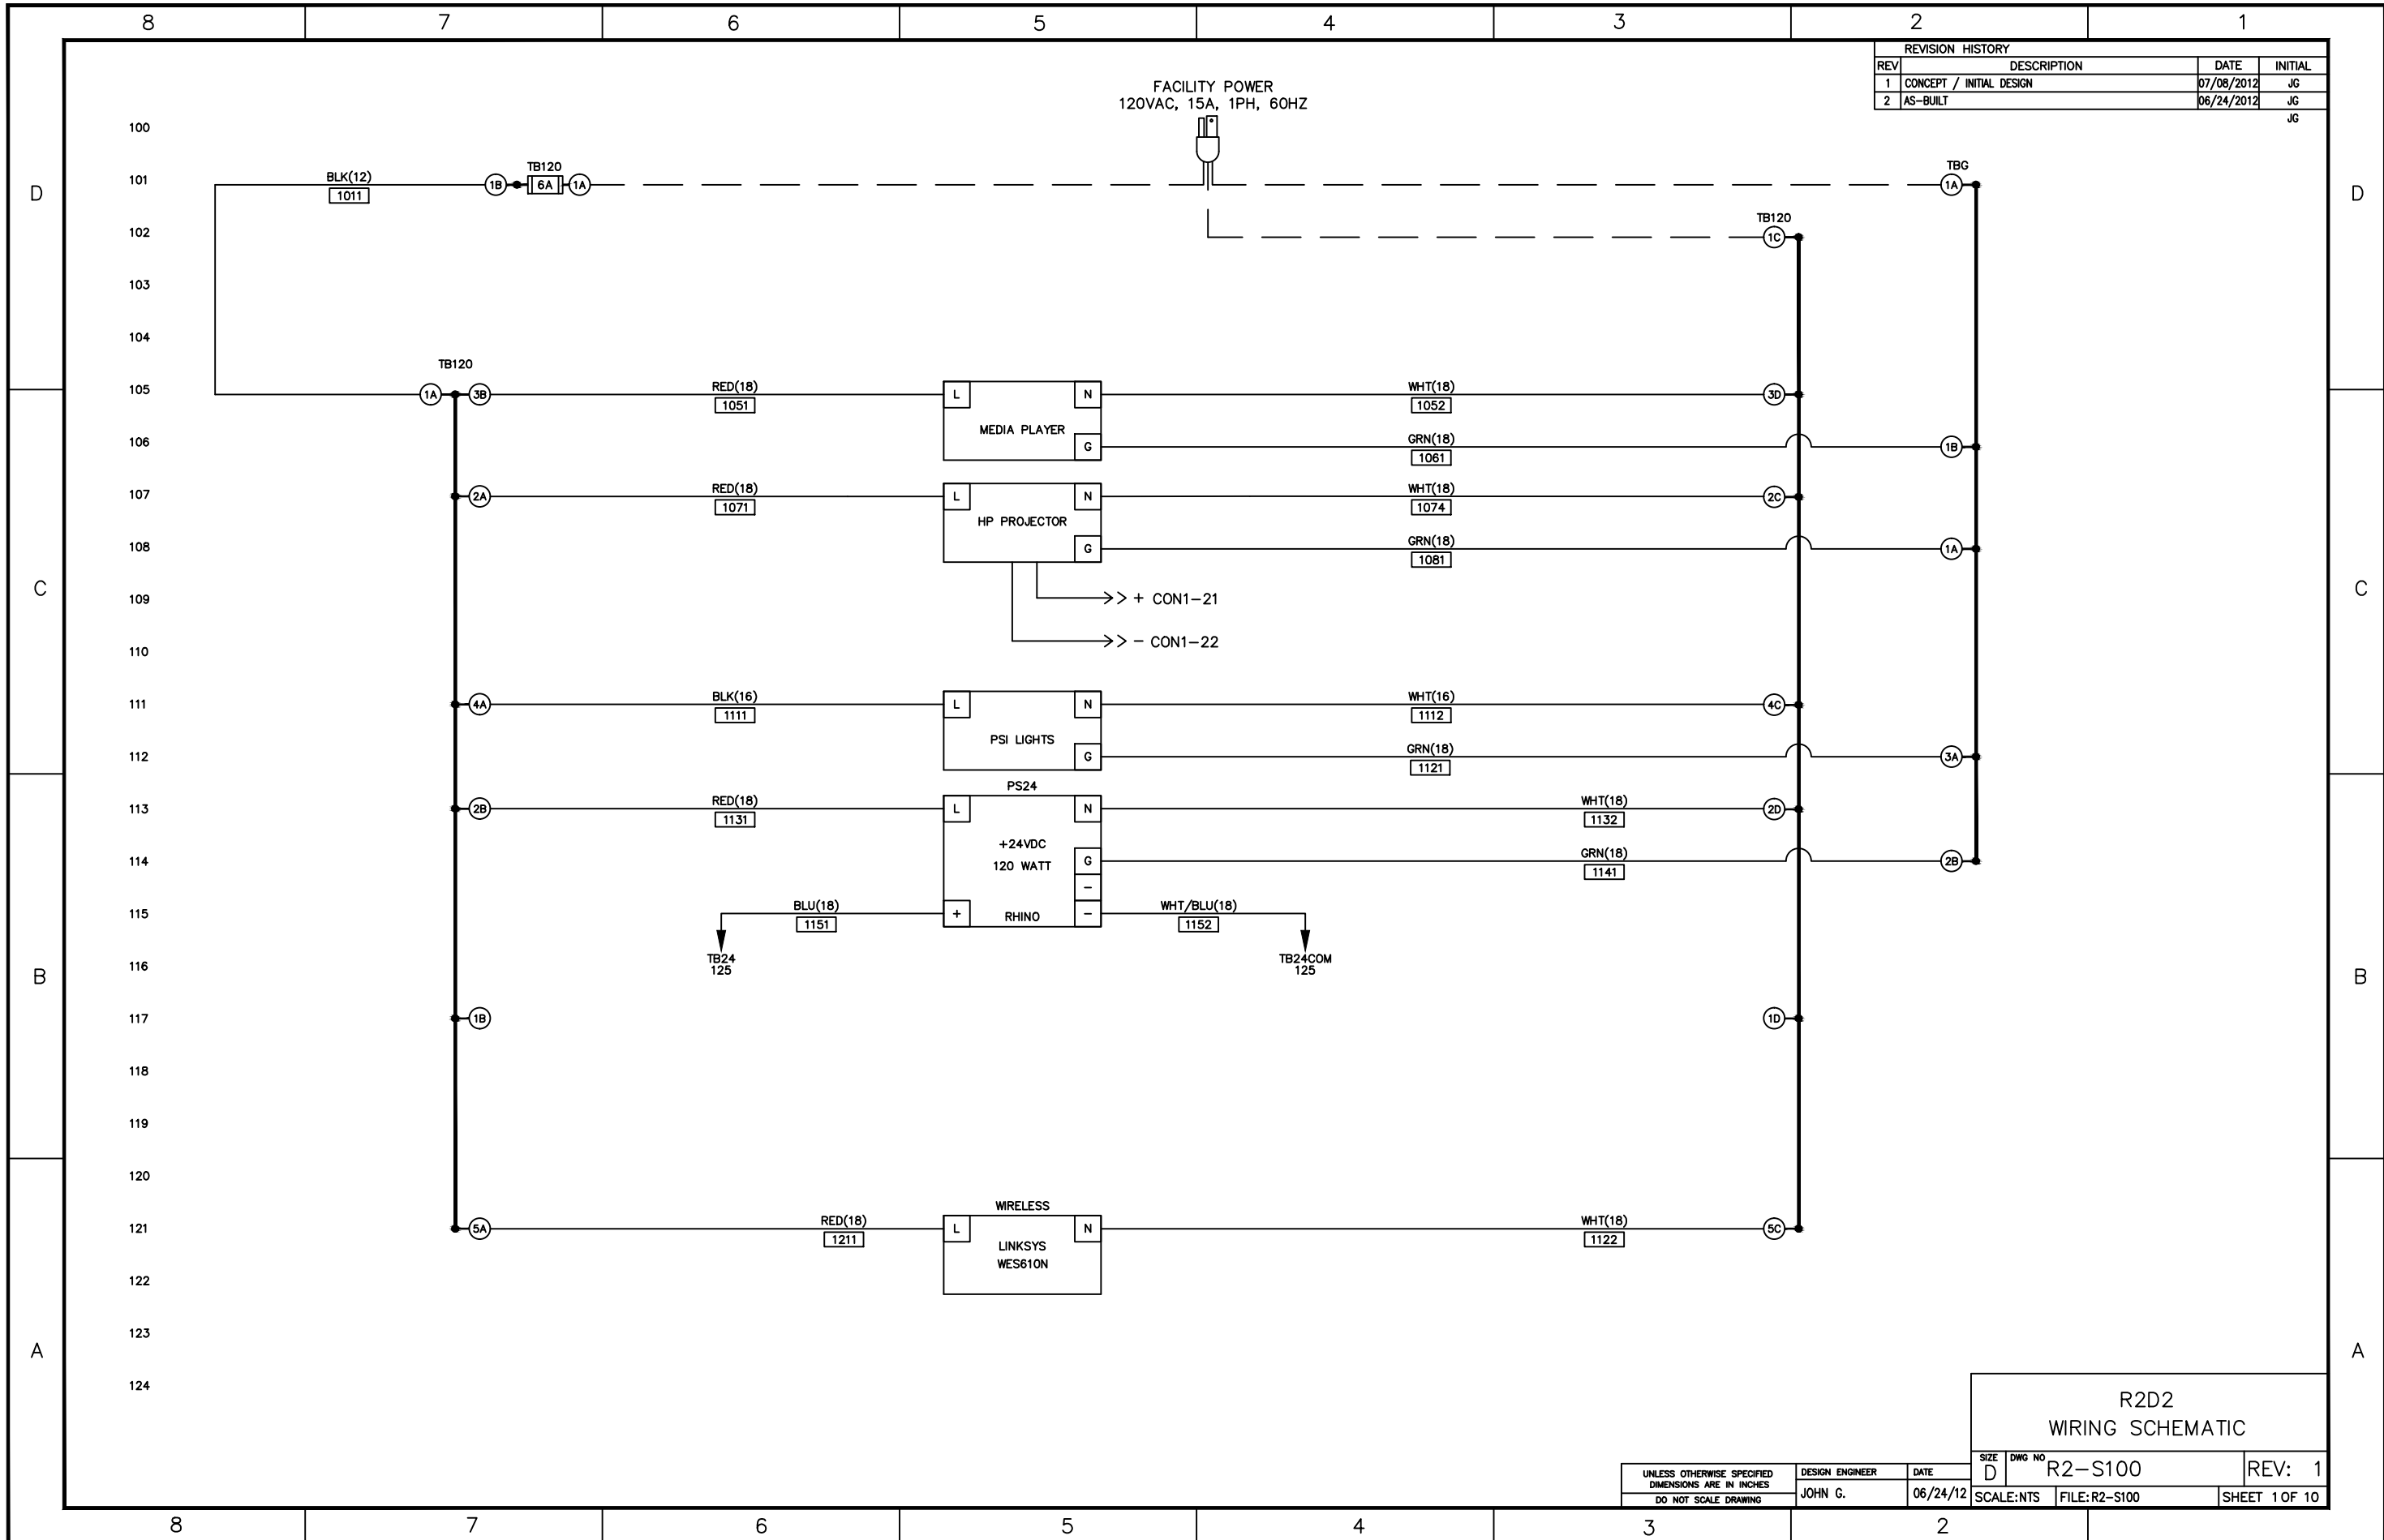 8 7 6 5 4 3 2 1
REVISION HISTORY
REV DESCRIPTION DATE INITIAL
1 CONCEPT / INITIAL DESIGN 07/08/2012 JG
2 AS-BUILT 06/24/2012 JG
JG
FACILITY POWER
120VAC, 15A, 1PH, 60HZ
100
TB120 TBG
D 101 BLK(12) 1B 6A 1A 1A D
1011
TB120
102 1C
103
104
TB120
105 1A 3B RED(18) L N WHT(18) 3D
1051 1052
MEDIA PLAYER
106 G GRN(18) 1B
1061
107 2A RED(18) L N WHT(18) 2C
1071 1074
HP PROJECTOR
108 G GRN(18) 1A
1081
C 109 + CON1-21 C
110 - CON1-22
111 4A BLK(16) L N WHT(16) 4C
1111 1112
PSI LIGHTS
112 G GRN(18) 3A
1121
PS24
113 2B RED(18) L N WHT(18) 2D
1131 1132
+24VDC
114 120 WATT G GRN(18) 2B
1141
-
115 BLU(18) + RHINO - WHT/BLU(18)
1151 1152
116 TB24 TB24COM
125 125
B B
117 1B 1D
118
119
120
WIRELESS
121 5A RED(18) L N WHT(18) 5C
1211 1122
LINKSYS
WES610N
122
123
A A
124
R2D2
WIRING SCHEMATIC
SIZE DWG NO
D R2-S100 REV: 1
UNLESS OTHERWISE SPECIFIED DESIGN ENGINEER DATE
DIMENSIONS ARE IN INCHES
JOHN G. 06/24/12
DO NOT SCALE DRAWING
SCALE:NTS FILE:R2-S100 SHEET 1 OF 10
8 7 6 5 4 3 2